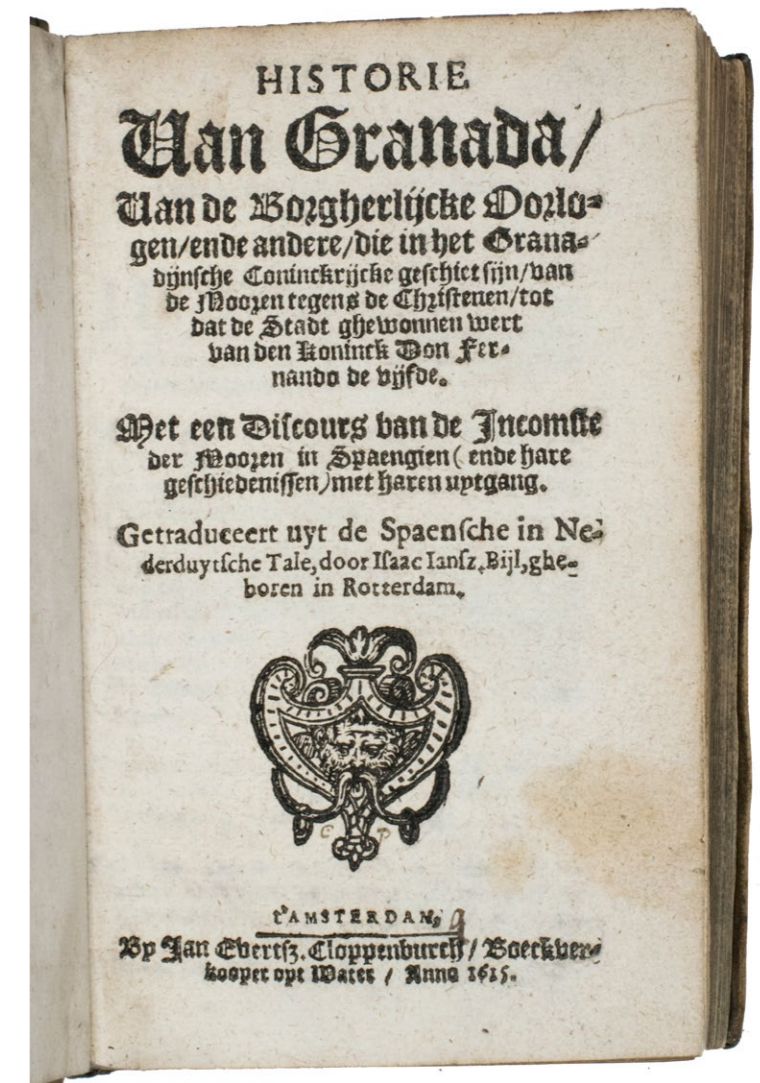 HISTORIE
Van Granada/
Van de Borgherlijcke Oorlo-
gen/ende andere/die in het Grana-
dijnsche Coninckrijcke geschiet sijn/van
de Mooren tegens de Christenen/tot
dat de Stadt ghewonnen wert
van den Koninck Don Fer-
nando de vijfde.
Met een Discours van de Incomste
der Mooren in Spaengien (ende hare
geschiedenissen) met haren uytgang.
Getraduceert uyt de Spaensche in Ne-
derduytsche Tale, door Isaac Iansz. Bijl, ghe-
boren in Rotterdam.
C P
t'AMSTERDAM,
By Jan Evertsz. Cloppenburch/ Boeckver-
kooper opt Water / Anno 1615.